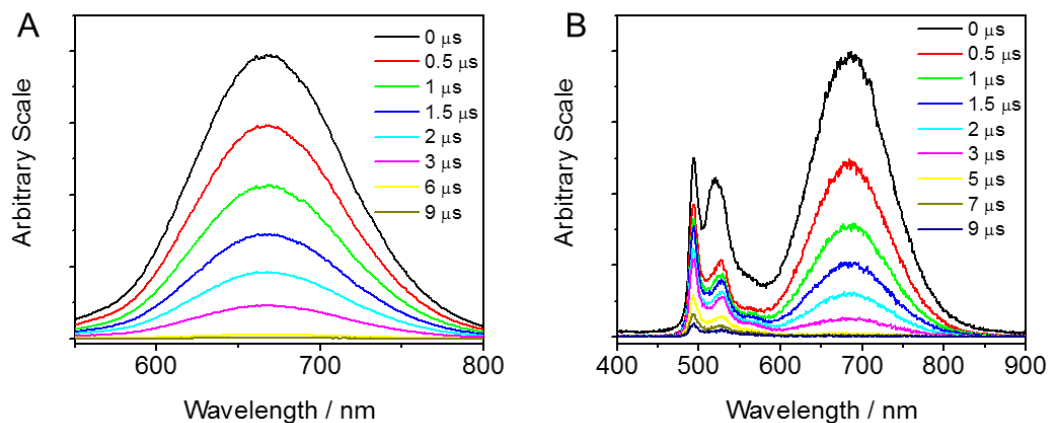 A
Arbitrary Scale
0 μs
0.5 μs
1 μs
1.5 μs
2 μs
3 μs
6 μs
9 μs
600
700
800
Wavelength / nm
B
Arbitrary Scale
0 μs
0.5 μs
1 μs
1.5 μs
2 μs
3 μs
5 μs
7 μs
9 μs
400
500
600
700
800
900
Wavelength / nm